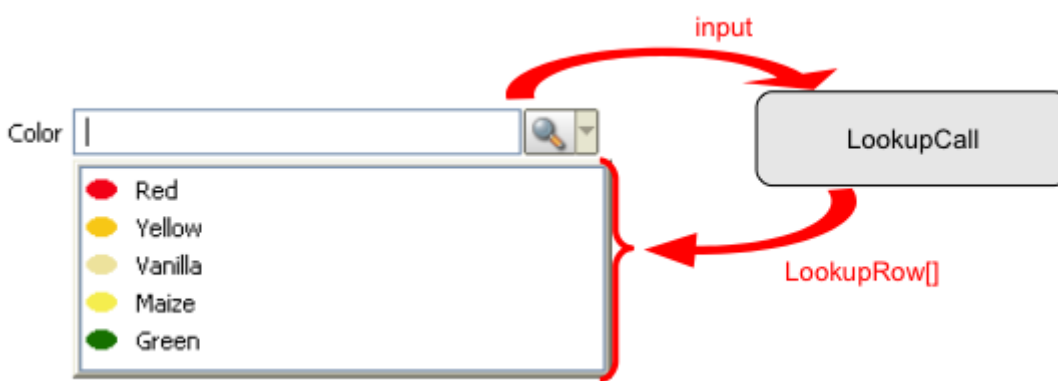 input
Color
LookupCall
Red
Yellow
Vanilla
Maize
Green
LookupRow[]